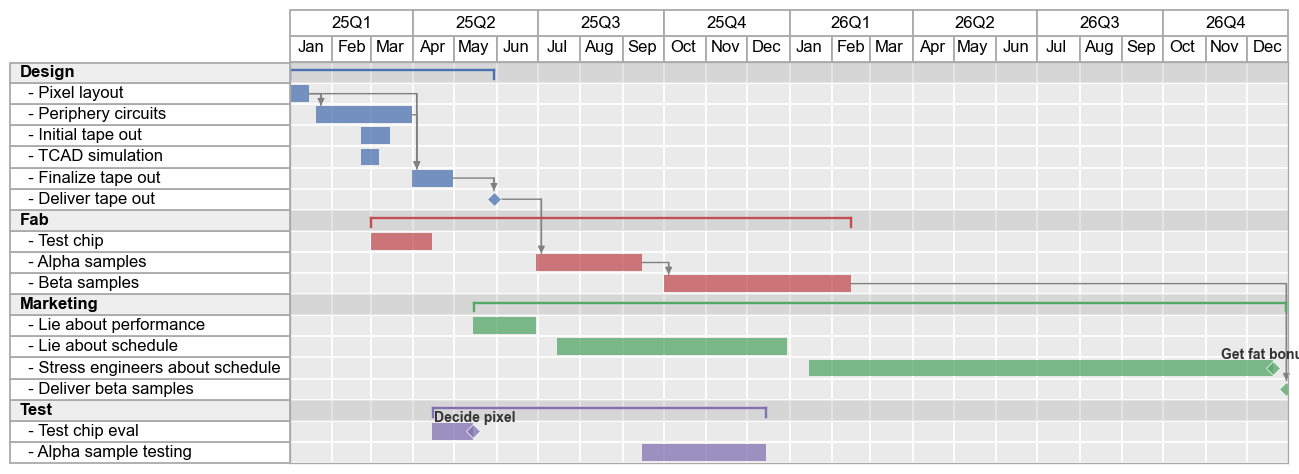 25Q1 25Q2 25Q3 25Q4 26Q1 26Q2 26Q3 26Q4
Jan Feb Mar Apr May Jun Jul Aug Sep Oct Nov Dec Jan Feb Mar Apr May Jun Jul Aug Sep Oct Nov Dec
Design
- Pixel layout
- Periphery circuits
- Initial tape out
- TCAD simulation
- Finalize tape out
- Deliver tape out
Fab
- Test chip
- Alpha samples
- Beta samples
Marketing
- Lie about performance
- Lie about schedule
Get fat bonu
- Stress engineers about schedule
- Deliver beta samples
Test
Decide pixel
- Test chip eval
- Alpha sample testing